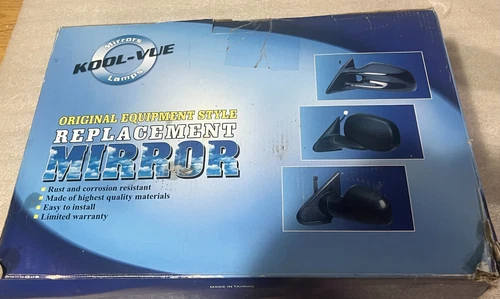 Mirrors
KOOL-VUE
Lamps
ORIGINAL EQUIPMENT STYLE
REPLACEMENT
MIRROR
Rust and corrosion resistant
Made of highest quality materials
Easy to install
Limited warranty
MADE IN TAIWAN